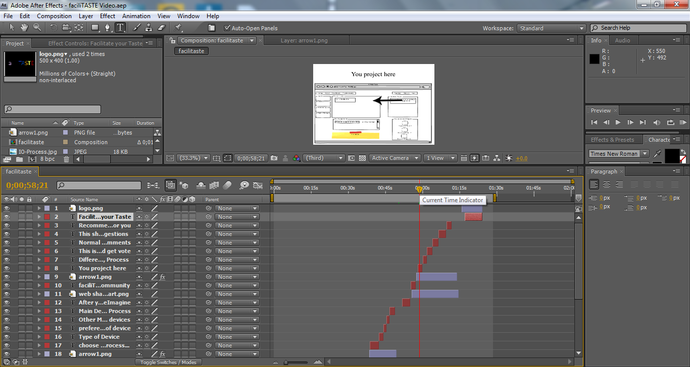 Adobe After Effects - faciliTASTE Video.aep
File Edit Composition Layer Effect Animation View Window Help
Auto-Open Panels
Workspace: Standard
Search Help
Project
Effect Controls: Facilitate your Taste
Composition: facilitaste
Layer: arrow1.png
Info
Audio
logo.png , used 2 times
500 x 400 (1.00)
Millions of Colors+ (Straight)
non-interlaced
facilitaste
R :
G :
B :
A : 0
X : 550
Y : 492
You project here
Preview
Name Type Size Duration
arrow1.png PNG file ...bytes
facilitaste Composition
ID-Process.jpg JPEG 18 KB
8 bpc
(33.3%)
0;00;58;21
(Third)
Active Camera
1 View
+0.0
Effects & Presets
Charact
Times New Roman
facilitaste
Paragraph
0;00;58;21
# Source Name
Parent
00s 00:15s 00:30s 00:45s 01:00s 01:15s 01:30s 01:45s 02:00
Current Time Indicator
0 px 0 px 0 px
0 px 0 px
1 logo.png None
2 Facilit...your Taste None
3 Recomme...or you None
4 This sh...gestions None
5 Normal ...mments None
6 This is...d get vote None
7 Differe..., Process None
8 You project here None
9 arrow1.png None
10 faciliT...ommunity None
11 web sha...art.png None
12 After y...eImagine None
13 Main De... Process None
14 Other M... devices None
15 prefere...of device None
16 Type of Device None
17 choose ...rocess... None
18 arrow1.png None
Toggle Switches / Modes